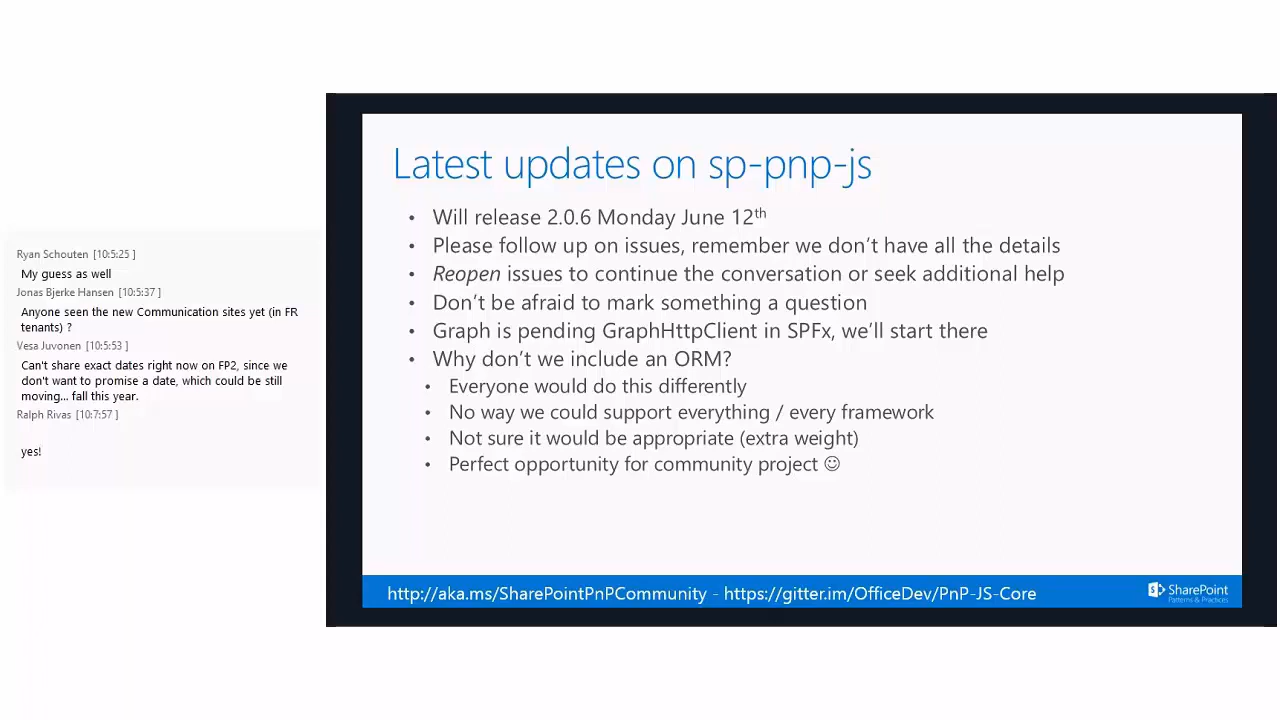 Ryan Schouten [10:5:25 ]
My guess as well
Jonas Bjerke Hansen [10:5:37 ]
Anyone seen the new Communication sites yet (in FR
tenants) ?
Vesa Juvonen [10:5:53 ]
Can't share exact dates right now on FP2, since we
don't want to promise a date, which could be still
moving... fall this year.
Ralph Rivas [10:7:57 ]
yes!
Latest updates on sp-pnp-js
• Will release 2.0.6 Monday June 12th
• Please follow up on issues, remember we don't have all the details
• Reopen issues to continue the conversation or seek additional help
• Don't be afraid to mark something a question
• Graph is pending GraphHttpClient in SPFx, we'll start there
• Why don't we include an ORM?
• Everyone would do this differently
• No way we could support everything / every framework
• Not sure it would be appropriate (extra weight)
• Perfect opportunity for community project ☺
http://aka.ms/SharePointPnPCommunity - https://gitter.im/OfficeDev/PnP-JS-Core
SharePoint
Patterns & Practices